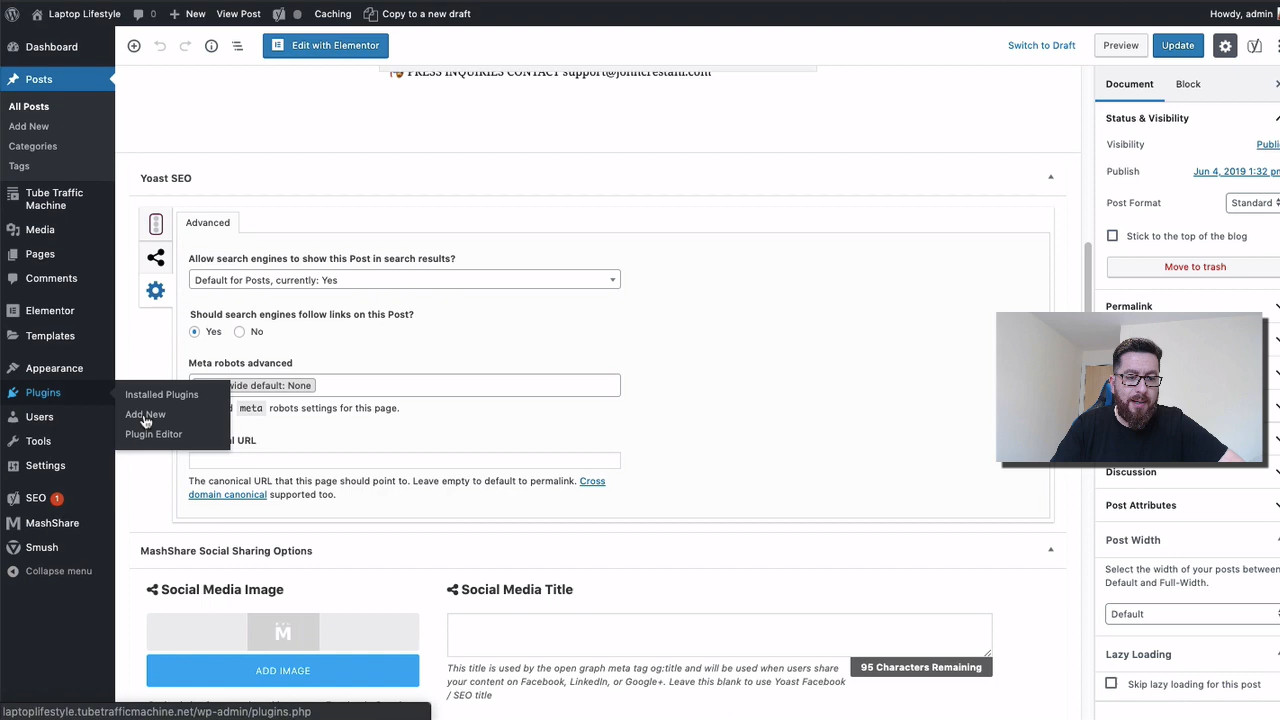 Laptop Lifestyle
0
New
View Post
Caching
Copy to a new draft
Howdy, admin
Dashboard
Posts
All Posts
Add New
Categories
Tags
Tube Traffic
Machine
Media
Pages
Comments
Elementor
Templates
Appearance
Plugins
Users
Tools
Settings
SEO 1
MashShare
Smush
Collapse menu
Installed Plugins
Add New
Plugin Editor
Edit with Elementor
Switch to Draft
Preview
Update
PRESS INQUIRIES CONTACT support@johncrestani.com
Yoast SEO
Advanced
Allow search engines to show this Post in search results?
Default for Posts, currently: Yes
Should search engines follow links on this Post?
Yes
No
Meta robots advanced
wide default: None
meta robots settings for this page.
URL
The canonical URL that this page should point to. Leave empty to default to permalink. Cross
domain canonical supported too.
MashShare Social Sharing Options
Social Media Image
M
ADD IMAGE
Social Media Title
95 Characters Remaining
This title is used by the open graph meta tag og:title and will be used when users share
your content on Facebook, LinkedIn, or Google+. Leave this blank to use Yoast Facebook
/ SEO title
Document
Block
Status & Visibility
Visibility
Publi
Publish
Jun 4, 2019 1:32 pm
Post Format
Standard
Stick to the top of the blog
Move to trash
Permalink
Discussion
Post Attributes
Post Width
Select the width of your posts between
Default and Full-Width.
Default
Lazy Loading
Skip lazy loading for this post
laptoplifestyle.tubetrafficmachine.net/wp-admin/plugins.php